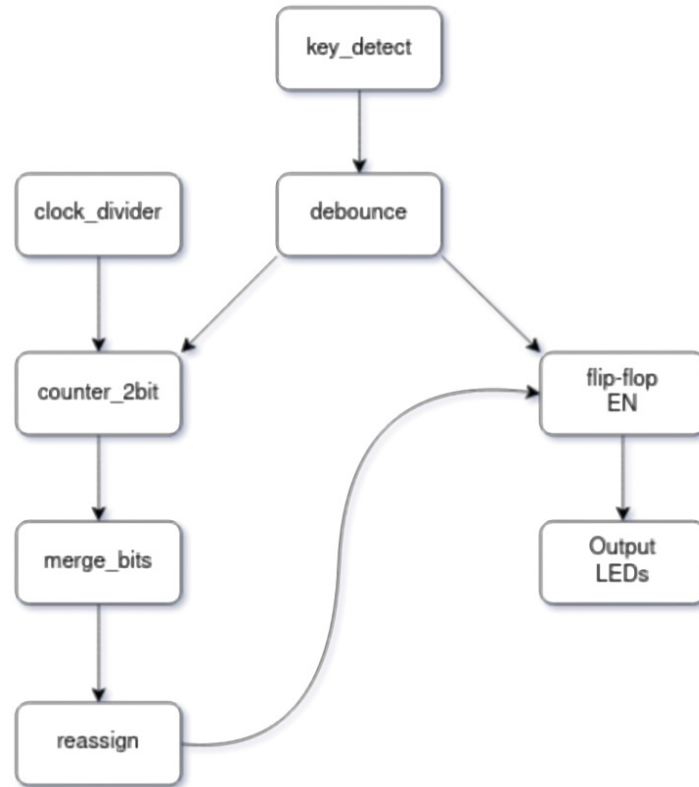 key_detect
clock_divider
debounce
counter_2bit
flip-flop
EN
merge_bits
Output
LEDs
reassign